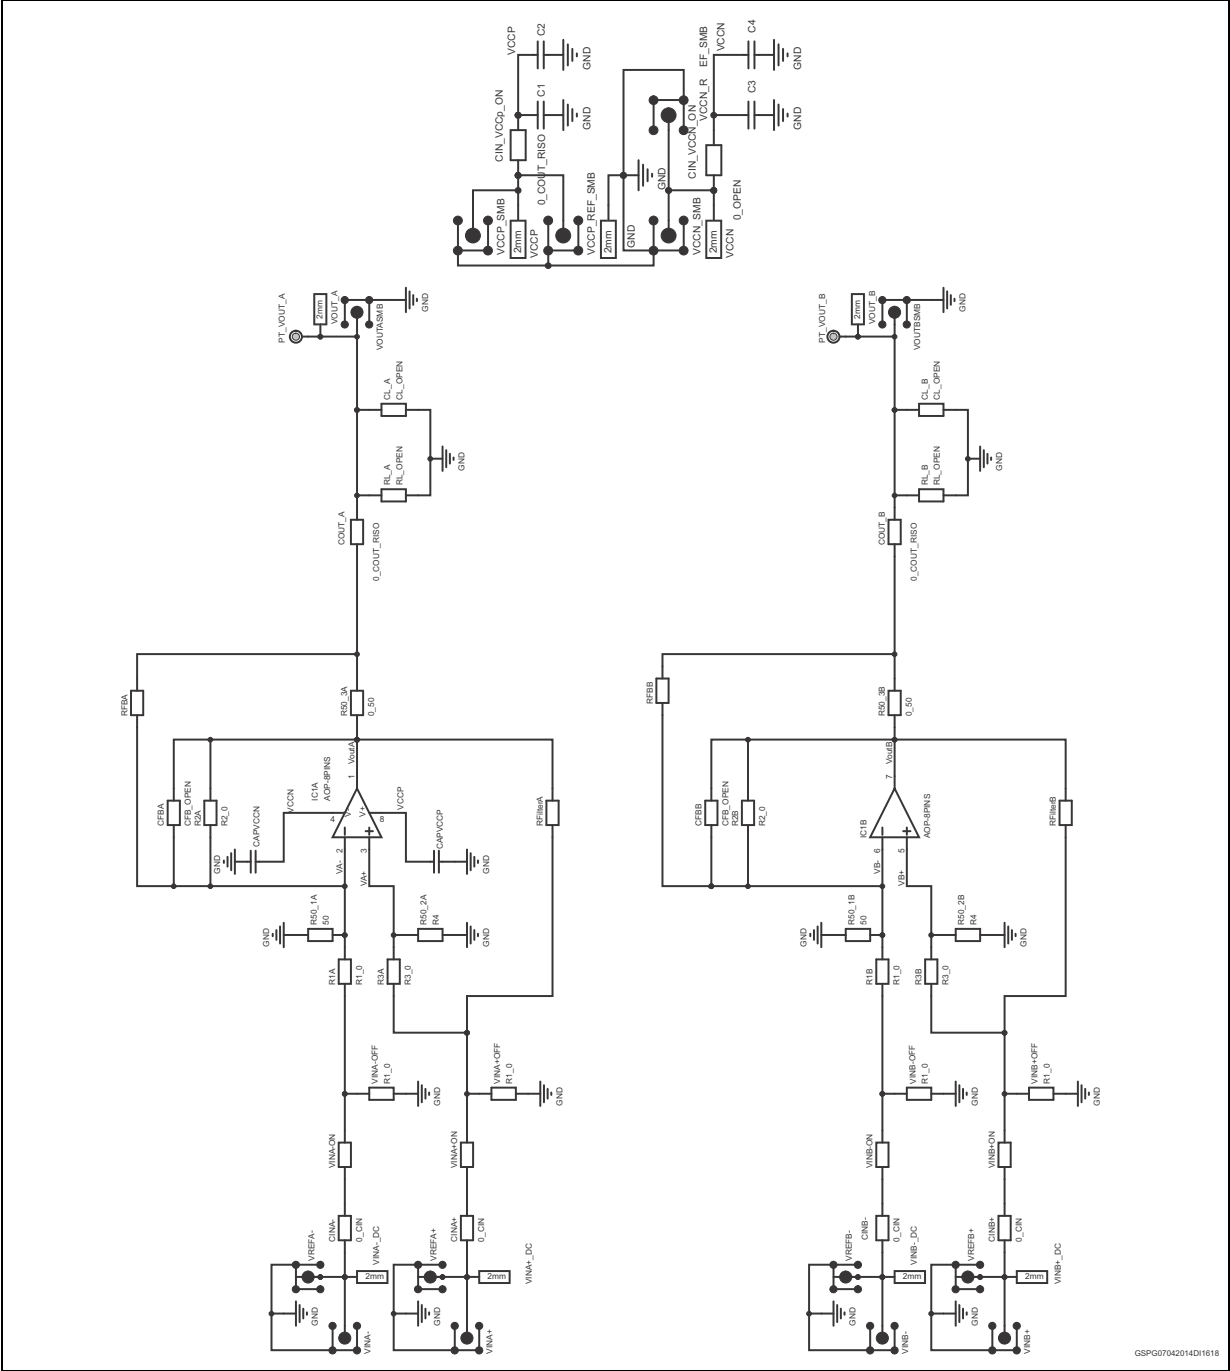 VCCP
C2
GND
CIN_VCCp_ON
C1
GND
0_COUT_RISO
VCCP_SMB
2mm
VCCP
VCCP_REF_SMB
2mm
GND
GND
EF_SMB
VCCN_R
VCCN
C4
GND
C3
GND
CIN_VCCN_ON
0_OPEN
VCCN_SMB
2mm
VCCN
PT_VOUT_A
2mm
VOUT_A
VOUTASMB
GND
CL_A
CL_OPEN
RL_A
RL_OPEN
GND
COUT_A
0_COUT_RISO
RFBA
R50_3A
0_50
CFBA
CFB_OPEN
R2A
R2_0
VoutA
1
IC1A
AOP-8PINS
VCCN
4
V-
V+
8
VCCP
CAPVCCN
GND
CAPVCCP
GND
2
3
VA-
VA+
RFilterA
R50_1A
50
GND
R50_2A
R4
GND
R1A
R1_0
R3A
R3_0
VINA-OFF
R1_0
GND
VINA+OFF
R1_0
GND
VINA-ON
VINA+ON
CINA-
0_CIN
CINA+
0_CIN
VREFA-
VINA-_DC
2mm
GND
VINA-
VREFA+
VINA+_DC
2mm
GND
VINA+
PT_VOUT_B
2mm
VOUT_B
VOUTBSMB
GND
CL_B
CL_OPEN
RL_B
RL_OPEN
GND
COUT_B
0_COUT_RISO
RFBB
R50_3B
0_50
CFBB
CFB_OPEN
R2B
R2_0
VoutB
7
IC1B
AOP-8PINS
6
5
VB-
VB+
RFilterB
R50_1B
50
GND
R50_2B
R4
GND
R1B
R1_0
R3B
R3_0
VINB-OFF
R1_0
GND
VINB+OFF
R1_0
GND
VINB-ON
VINB+ON
CINB-
0_CIN
CINB+
0_CIN
VREFB-
VINB-_DC
2mm
GND
VINB-
VREFB+
VINB+_DC
2mm
GND
VINB+
GSPG07042014DI1618